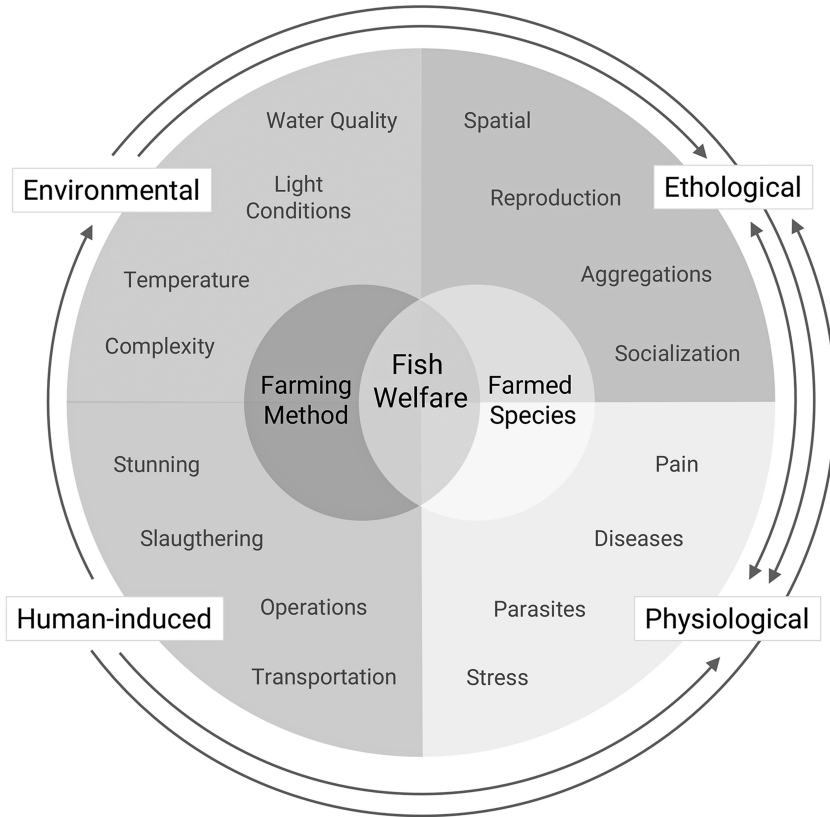 Water Quality
Spatial
Environmental
Light
Conditions
Reproduction
Ethological
Temperature
Aggregations
Complexity
Socialization
Farming
Method
Fish
Welfare
Farmed
Species
Stunning
Pain
Slaugthering
Diseases
Human-induced
Operations
Parasites
Physiological
Transportation
Stress